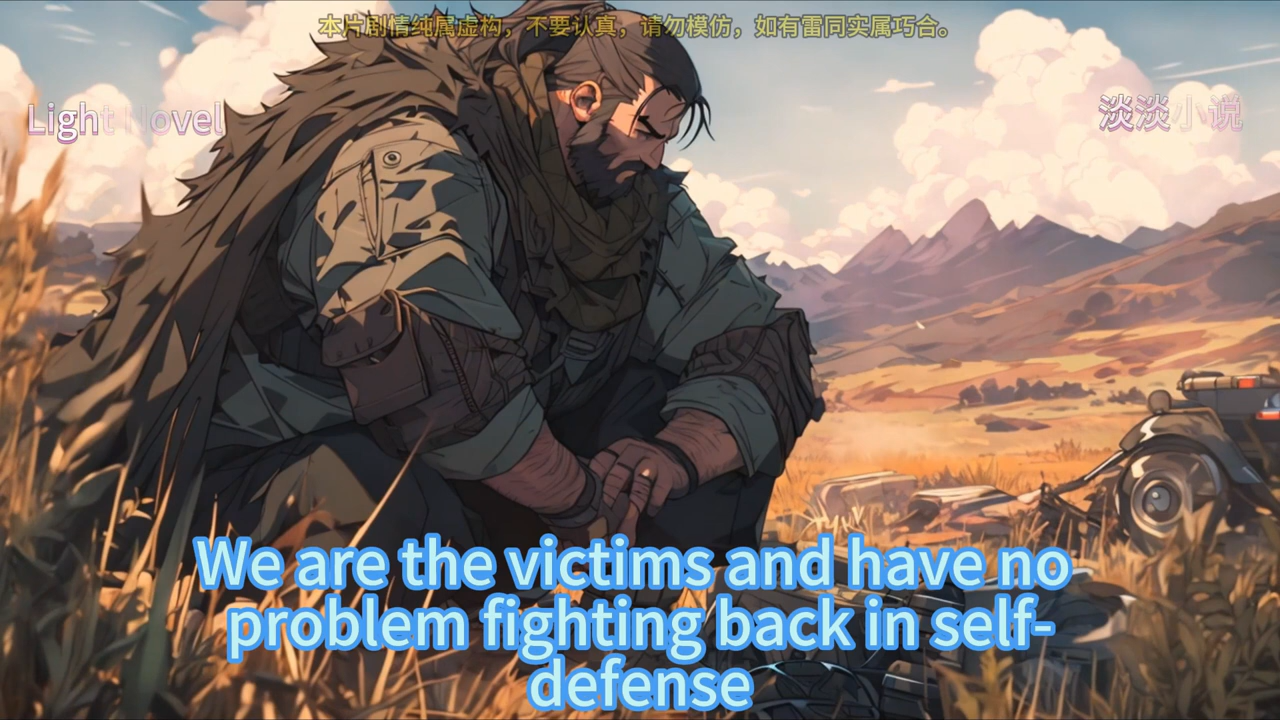 本片剧情纯属虚构，不要认真，请勿模仿，如有雷同实属巧合。
Light Novel
淡淡小说
We are the victims and have no
problem fighting back in self-
defense